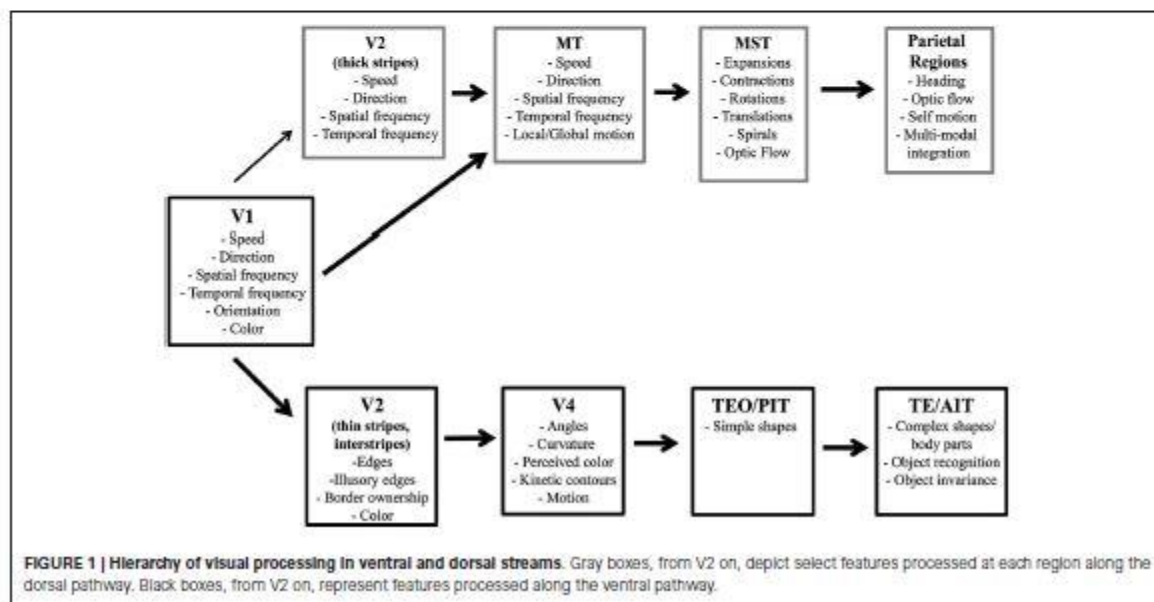 V2
(thick stripes)
- Speed
- Direction
- Spatial frequency
- Temporal frequency
MT
- Speed
- Direction
- Spatial frequency
- Temporal frequency
- Local/Global motion
MST
- Expansions
- Contractions
- Rotations
- Translations
- Spirals
- Optic Flow
Parietal
Regions
- Heading
- Optic flow
- Self motion
- Multi-modal
integration
V1
- Speed
- Direction
- Spatial frequency
- Temporal frequency
- Orientation
- Color
V2
(thin stripes,
interstripes)
-Edges
-Illusory edges
- Border ownership
- Color
V4
- Angles
- Curvature
- Perceived color
- Kinetic contours
- Motion
TEO/PIT
- Simple shapes
TE/AIT
- Complex shapes/
body parts
- Object recognition
- Object invariance
FIGURE 1 | Hierarchy of visual processing in ventral and dorsal streams. Gray boxes, from V2 on, depict select features processed at each region along the
dorsal pathway. Black boxes, from V2 on, represent features processed along the ventral pathway.